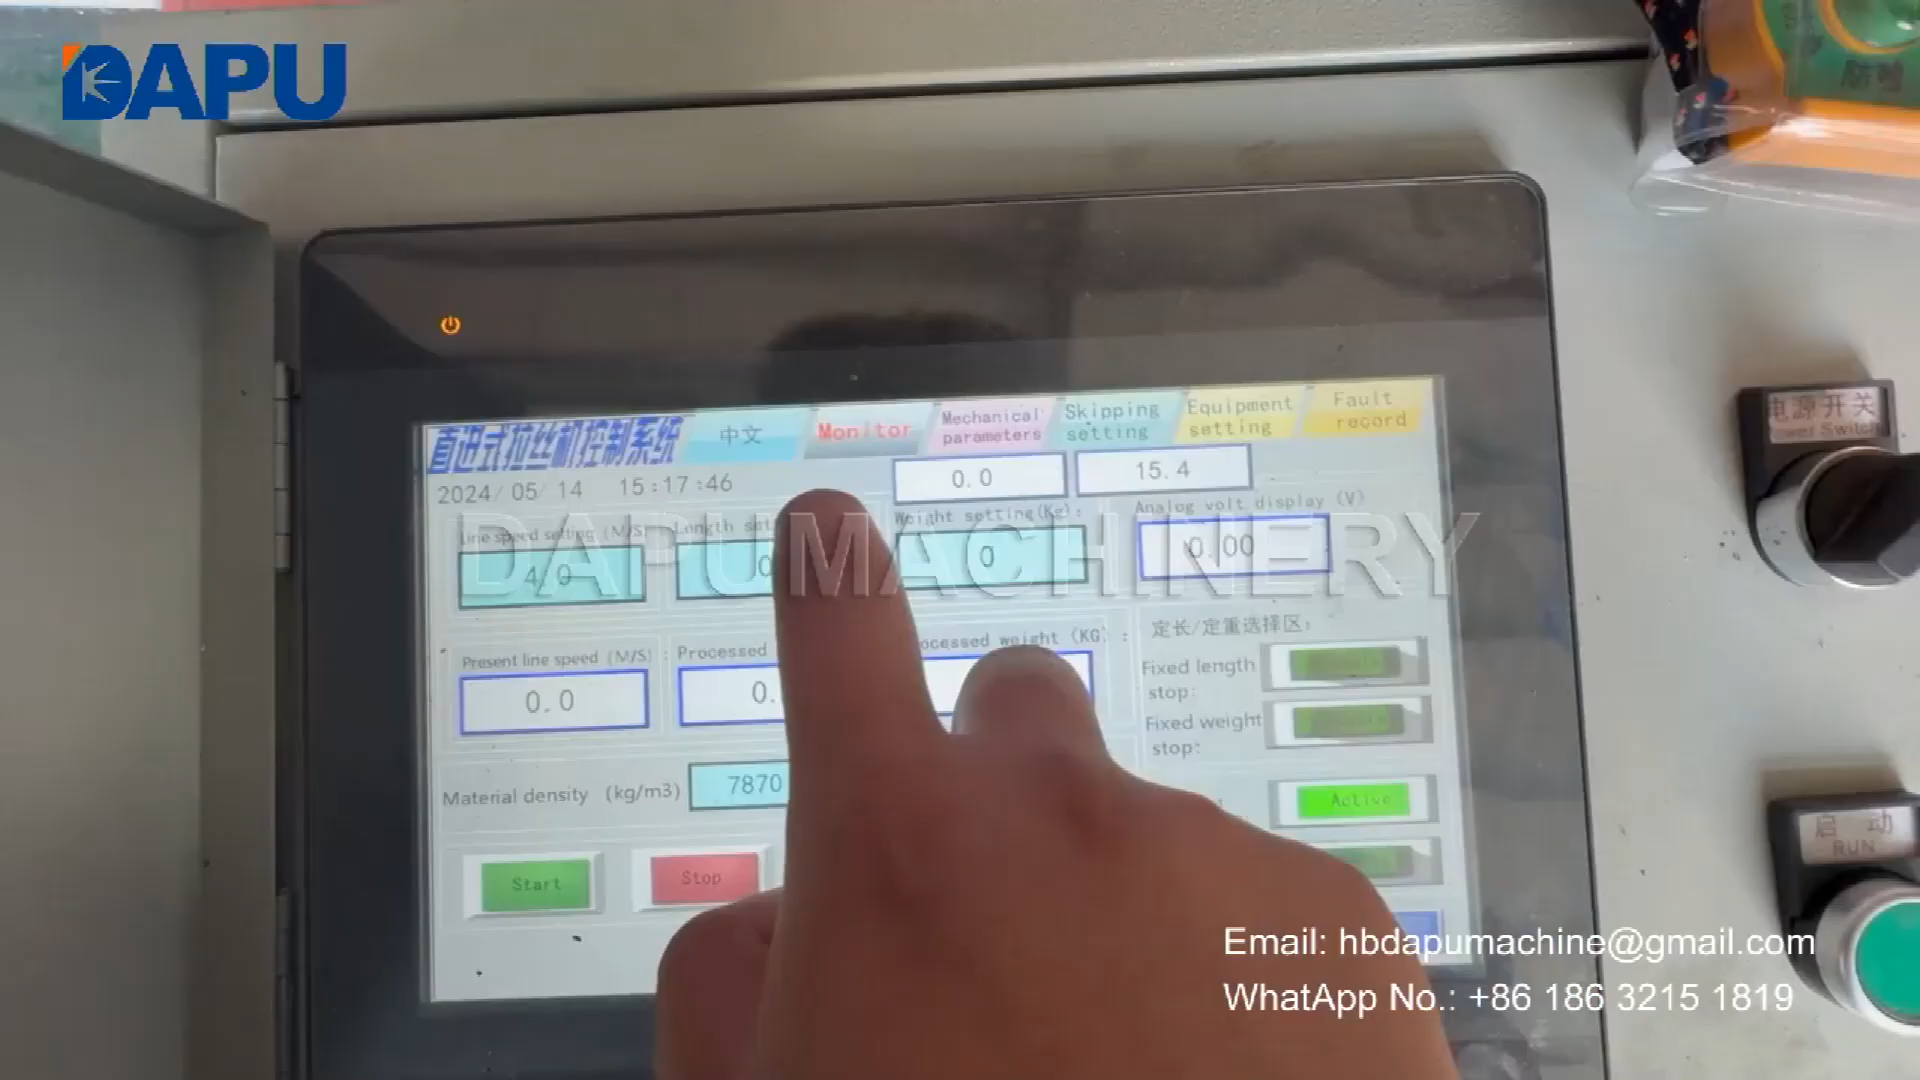 DAPU
直进式拉丝机控制系统
中文
Monitor
Mechanical parameters
Skipping setting
Equipment setting
Fault record
2024/05/14 15:17:46
0.0
15.4
Line speed setting (M/S)
Length
Weight setting(Kg):
Analog volt display (V)
4.0
0
0
0.00
DAPUMACHINERY
Present line speed (M/S) :
Processed
weight (KG) :
定长/定重选择区:
0.0
0.
Fixed length stop:
Fixed weight stop:
Material density (kg/m3)
7870
Active
Start
Stop
电源开关
Power Switch
启 动
RUN
Email: hbdapumachine@gmail.com
WhatApp No.: +86 186 3215 1819